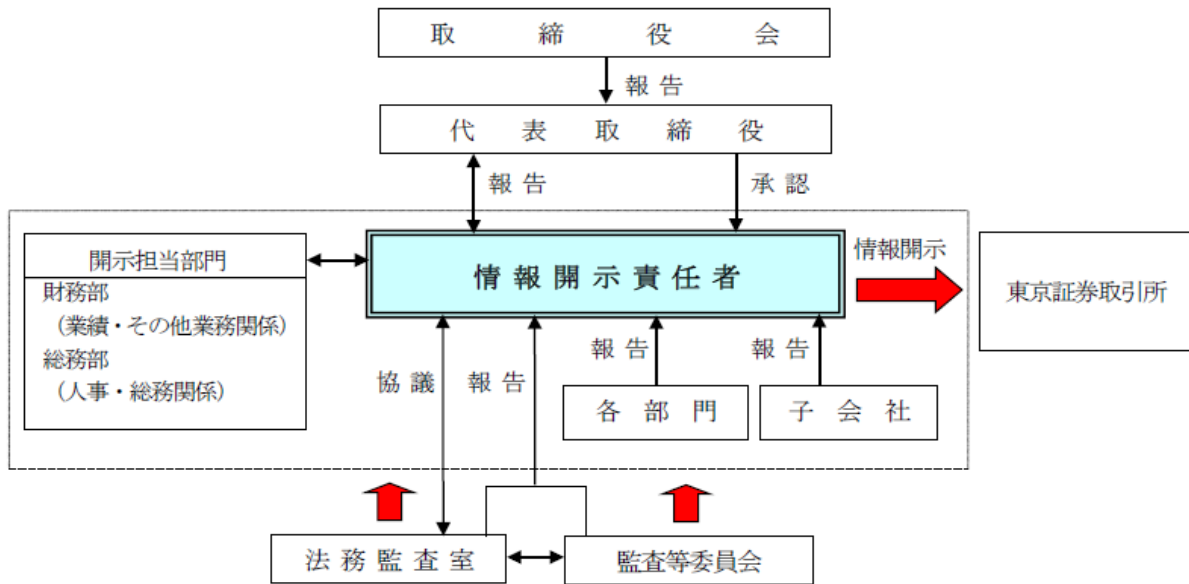 取締役会
報告
代表取締役
報告
承認
開示担当部門
財務部
（業績・その他業務関係）
総務部
（人事・総務関係）
情報開示責任者
情報開示
東京証券取引所
協議
報告
報告
報告
各部門
子会社
法務監査室
監査等委員会